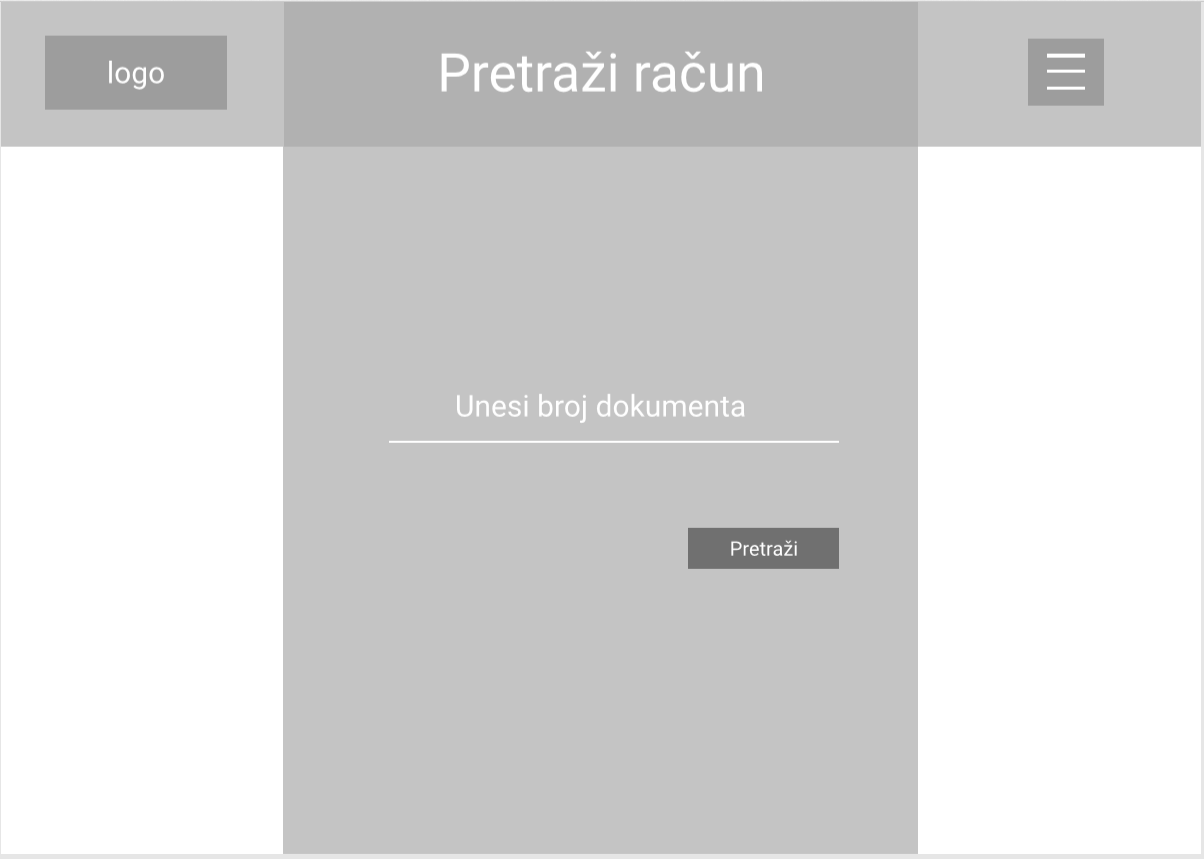 logo
Pretraži račun
Unesi broj dokumenta
Pretraži